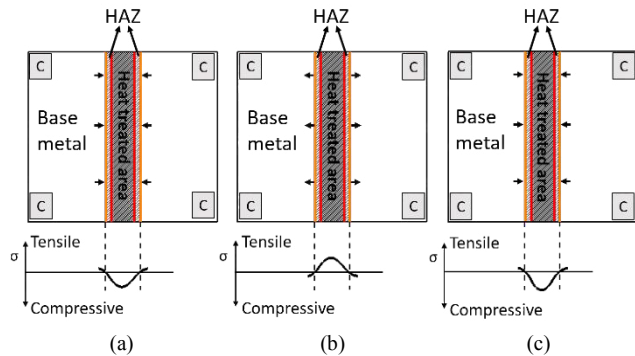 HAZ HAZ HAZ
C C C C C C
Base metal Heat treated area Base metal Heat treated area Base metal Heat treated area
C C C C C C
σ Tensile σ Tensile σ Tensile
Compressive Compressive Compressive
(a) (b) (c)